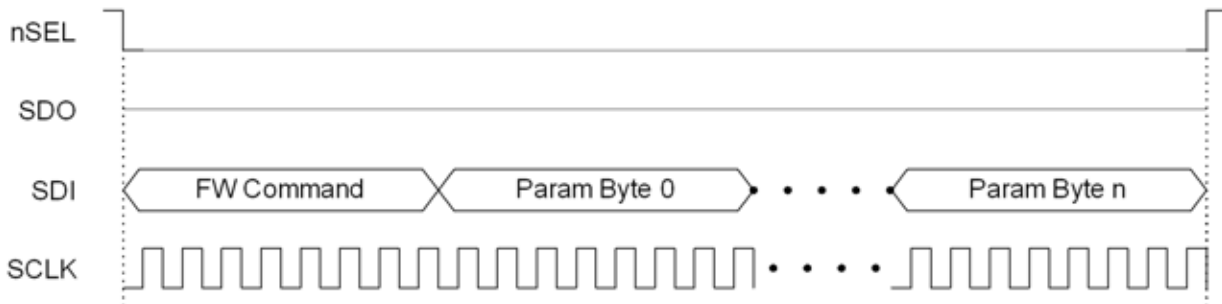 nSEL
SDO
SDI FW Command Param Byte 0 Param Byte n
SCLK